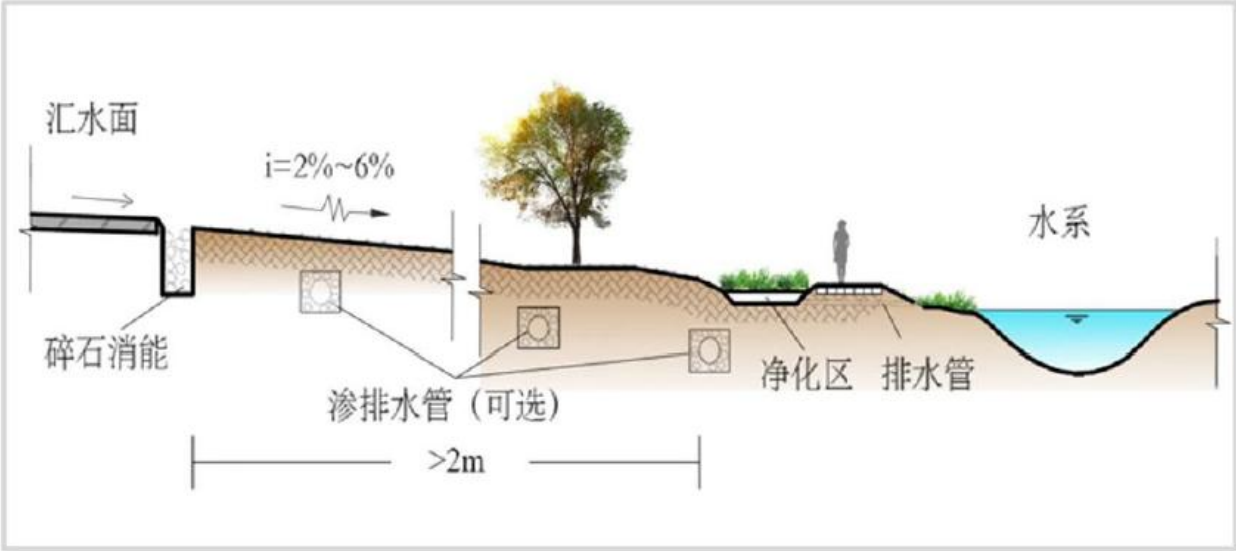 汇水面
i=2%~6%
水系
碎石消能
净化区
排水管
渗排水管（可选）
>2m